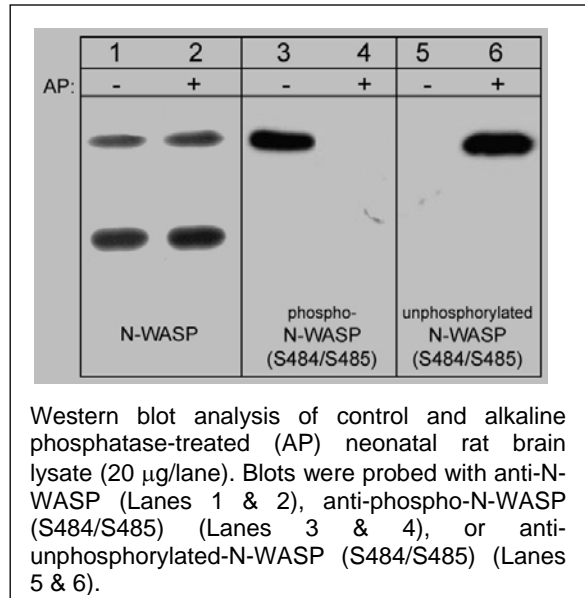 1 2 3 4 5 6
AP: - + - + - +
N-WASP
phospho-
N-WASP
(S484/S485)
unphosphorylated
N-WASP
(S484/S485)
Western blot analysis of control and alkaline
phosphatase-treated (AP) neonatal rat brain
lysate (20 μg/lane). Blots were probed with anti-N-
WASP (Lanes 1 & 2), anti-phospho-N-WASP
(S484/S485) (Lanes 3 & 4), or anti-
unphosphorylated-N-WASP (S484/S485) (Lanes
5 & 6).